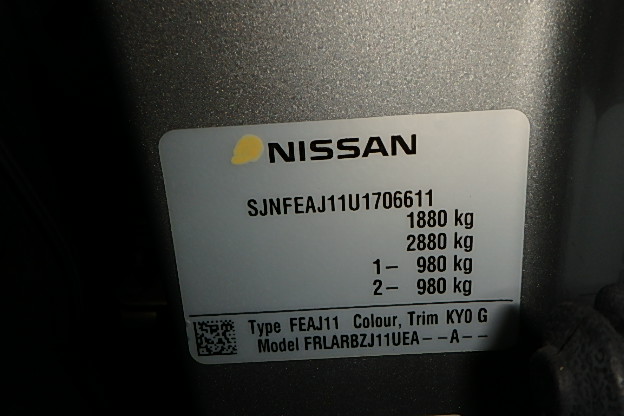 NISSAN
SJNFEAJ11U1706611
1880 kg
2880 kg
1- 980 kg
2- 980 kg
Type FEAJ11 Colour, Trim KY0 G
Model FRLARBZJ11UEA--A--